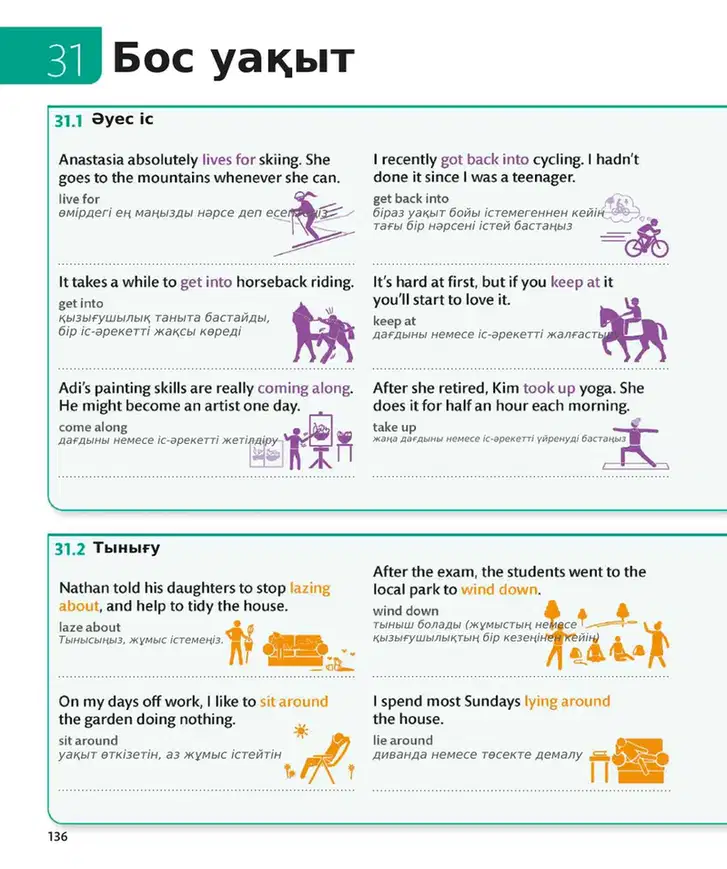 31 Бос уақыт
31.1 Әуес іс
Anastasia absolutely lives for skiing. She
goes to the mountains whenever she can.
live for
өмірдегі ең маңызды нәрсе деп есептеңіз
I recently got back into cycling. I hadn't
done it since I was a teenager.
get back into
біраз уақыт бойы істемегеннен кейін
тағы бір нәрсені істей бастаңыз
It takes a while to get into horseback riding.
get into
қызығушылық таныта бастайды,
бір іс-әрекетті жақсы көреді
It's hard at first, but if you keep at it
you'll start to love it.
keep at
дағдыны немесе іс-әрекетті жалғастыру
Adi's painting skills are really coming along.
He might become an artist one day.
come along
дағдыны немесе іс-әрекетті жетілдіру
After she retired, Kim took up yoga. She
does it for half an hour each morning.
take up
жаңа дағдыны немесе іс-әрекетті үйренуді бастаңыз
31.2 Тынығу
Nathan told his daughters to stop lazing
about, and help to tidy the house.
laze about
Тынысыңыз, жұмыс істемеңіз.
After the exam, the students went to the
local park to wind down.
wind down
тыныш болады (жұмыстың немесе
қызығушылықтың бір кезеңінен кейін)
On my days off work, I like to sit around
the garden doing nothing.
sit around
уақыт өткізетін, аз жұмыс істейтін
I spend most Sundays lying around
the house.
lie around
диванда немесе төсекте демалу
136